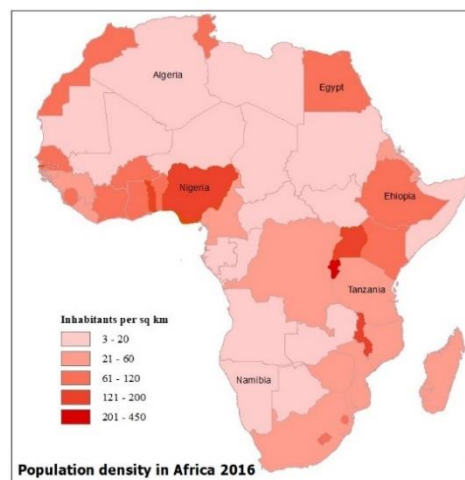 Algeria
Egypt
Nigeria
Ethiopia
Tanzania
Namibia
Inhabitants per sq km
3 - 20
21 - 60
61 - 120
121 - 200
201 - 450
Population density in Africa 2016